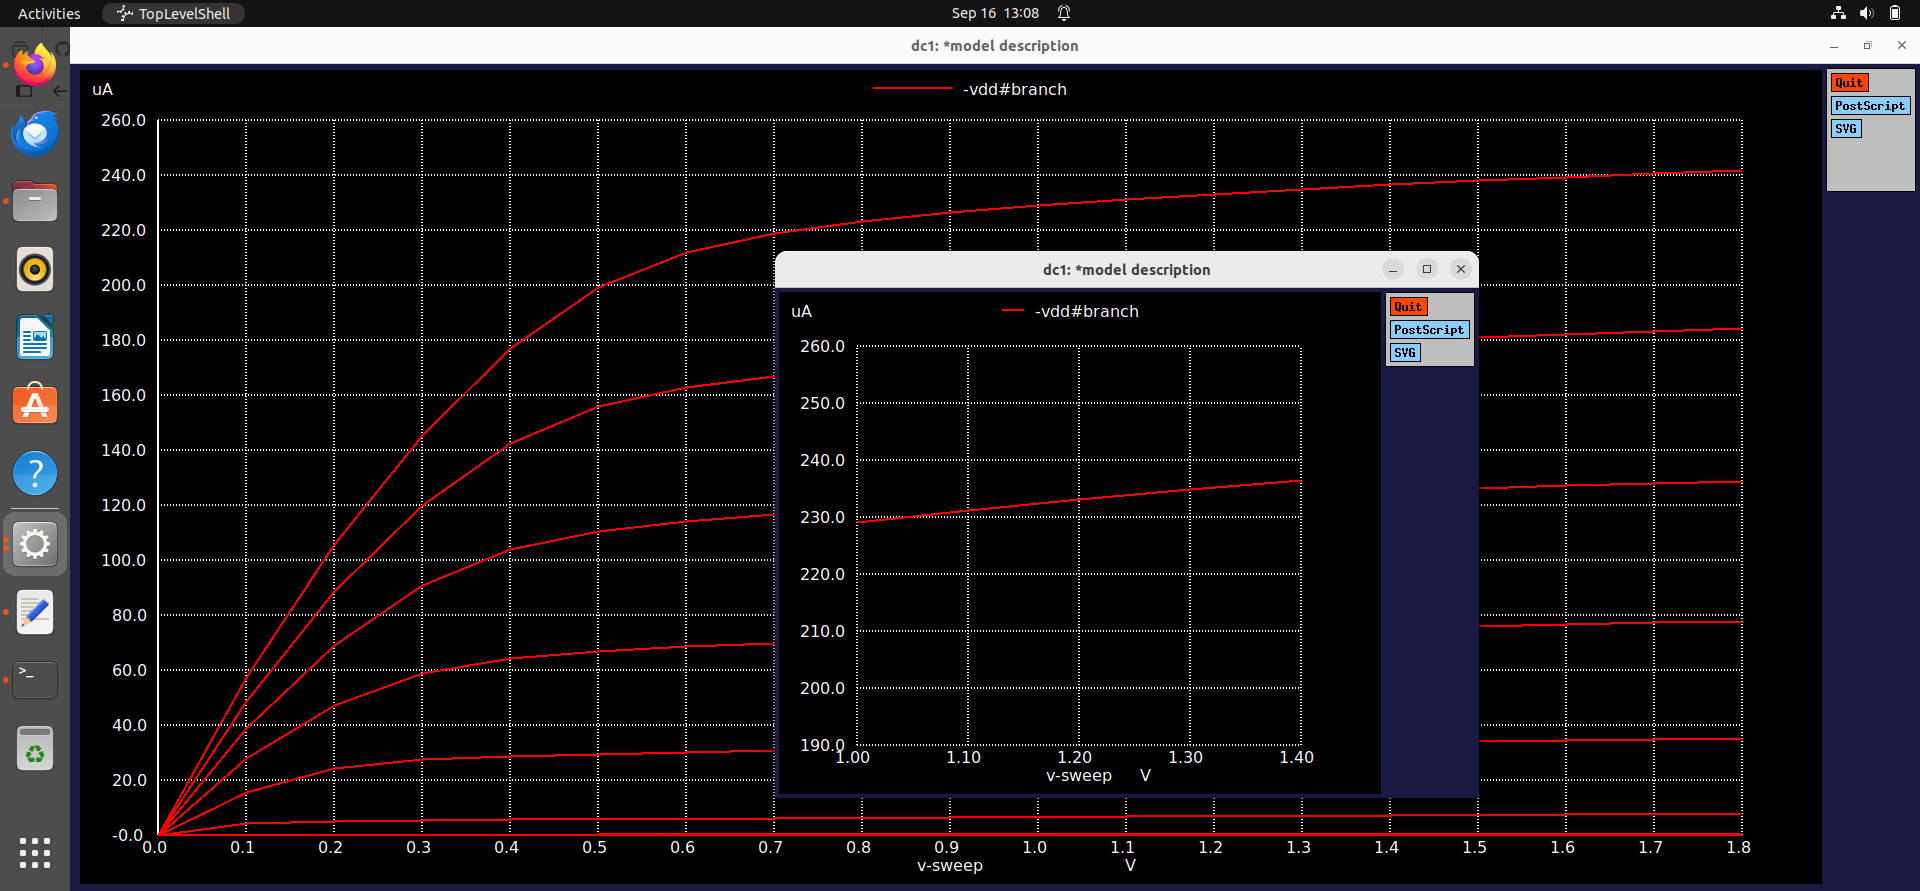 Activities
TopLevelShell
Sep 16 13:08
dc1: *model description
uA
-vdd#branch
Quit
PostScript
SVG
260.0
240.0
220.0
200.0
180.0
160.0
140.0
120.0
100.0
80.0
60.0
40.0
20.0
-0.0
0.0 0.1 0.2 0.3 0.4 0.5 0.6 0.7 0.8 0.9 1.0 1.1 1.2 1.3 1.4 1.5 1.6 1.7 1.8
v-sweep V
dc1: *model description
uA
-vdd#branch
Quit
PostScript
SVG
260.0
250.0
240.0
230.0
220.0
210.0
200.0
190.0
1.00 1.10 1.20 1.30 1.40
v-sweep V